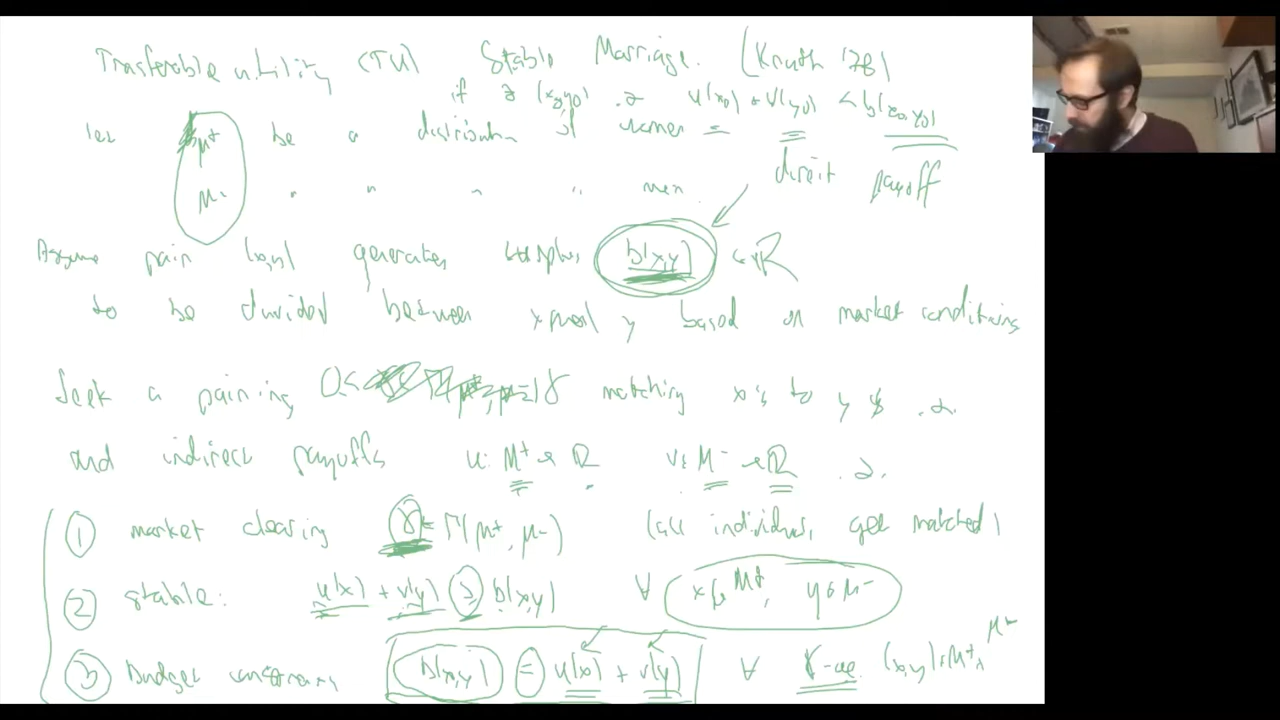 Transferable utility (TU) Stable Marriage. (Knuth '76)
if ∃ (x0,y0) .∋ u(x0) + v(y0) < b(x0,y0)
let μ+ be a distribution of women
μ- " " " " men direct payoff
Assume pair (x,y) generates surplus b(x,y) ∈ R
to be divided between x and y based on market conditions
Seek a pairing 0≤ γ matching x's to y's .∋.
and indirect payoffs u: M+ → R v: M- → R .∋.
① market clearing γ ∈ Γ(μ+, μ-) (all individuals get matched)
② stable: u(x) + v(y) ≥ b(x,y) ∀ x∈M+, y∈M-
③ Budget constraint b(x,y) = u(x) + v(y) ∀ γ-ae (x,y)∈M+ × M-